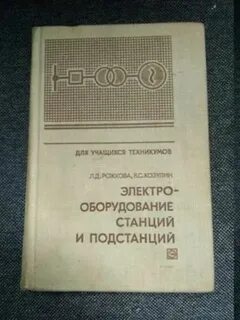 ДЛЯ УЧАЩИХСЯ ТЕХНИКУМОВ
Л.Д.РОЖКОВА, В.С.КОЗУЛИН
ЭЛЕКТРО-
ОБОРУДОВАНИЕ
СТАНЦИЙ
И ПОДСТАНЦИЙ